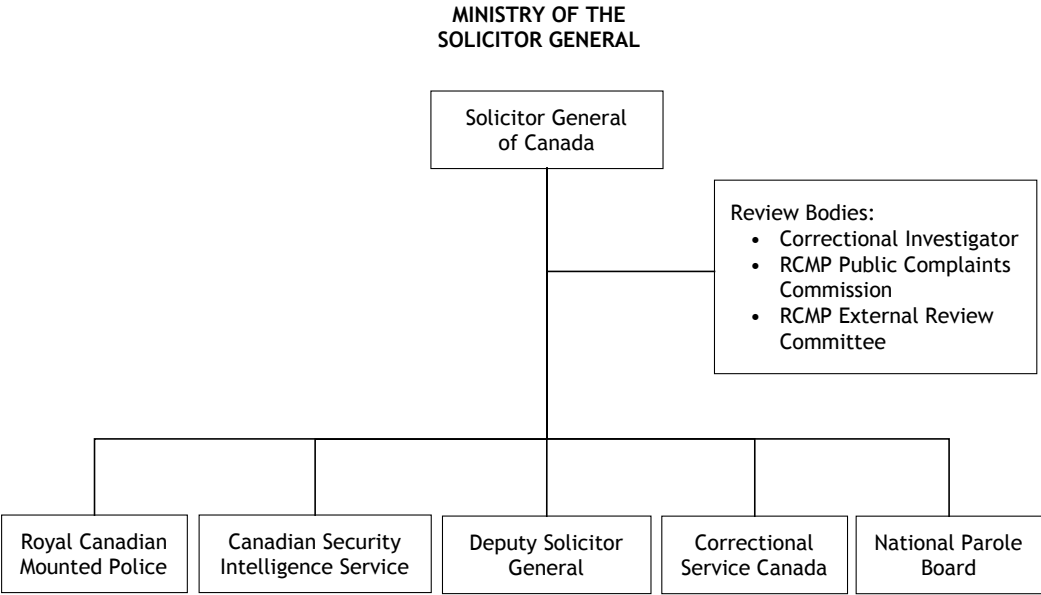 MINISTRY OF THE
SOLICITOR GENERAL
Solicitor General
of Canada
Review Bodies:
• Correctional Investigator
• RCMP Public Complaints
Commission
• RCMP External Review
Committee
Royal Canadian
Mounted Police
Canadian Security
Intelligence Service
Deputy Solicitor
General
Correctional
Service Canada
National Parole
Board